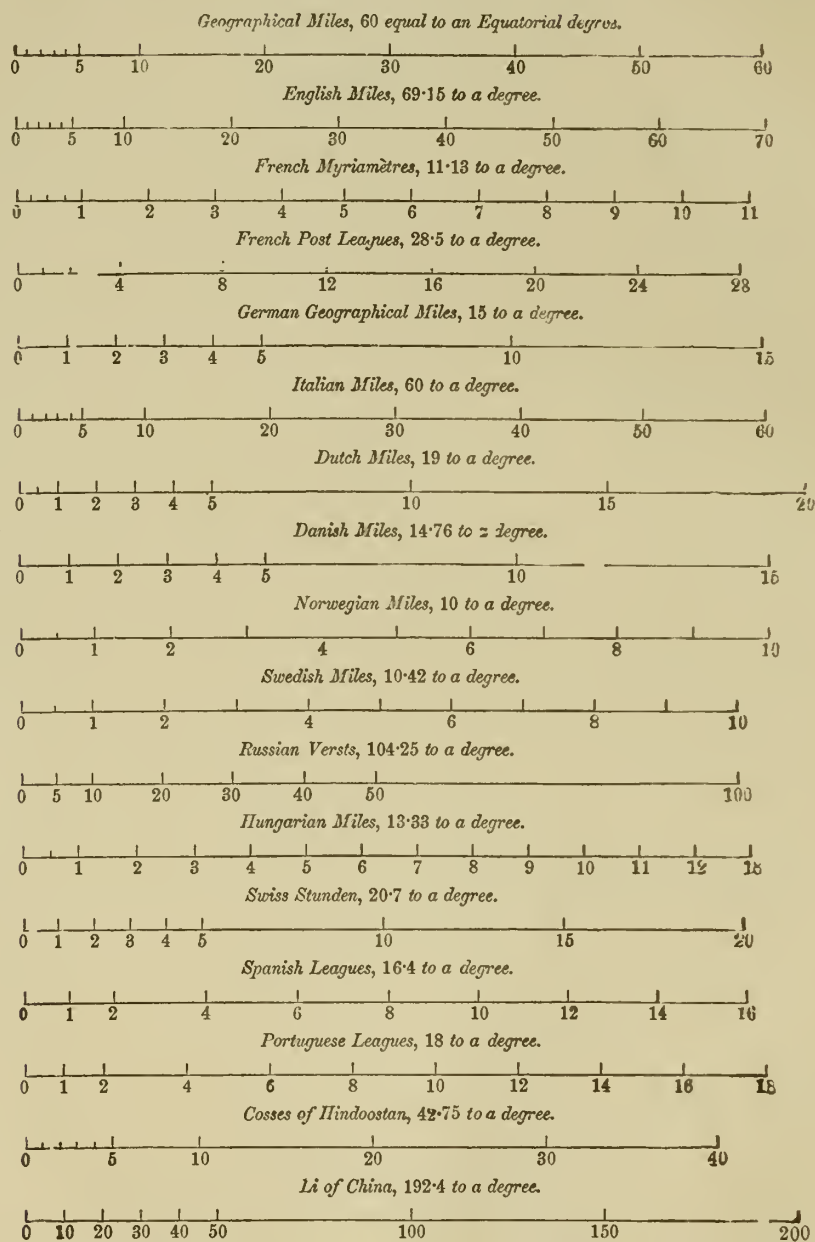 Geographical Miles, 60 equal to an Equatorial degree.
0 5 10 20 30 40 50 60
English Miles, 69·15 to a degree.
0 5 10 20 30 40 50 60 70
French Myriamètres, 11·13 to a degree.
0 1 2 3 4 5 6 7 8 9 10 11
French Post Leagues, 28·5 to a degree.
0 4 8 12 16 20 24 28
German Geographical Miles, 15 to a degree.
0 1 2 3 4 5 10 15
Italian Miles, 60 to a degree.
0 5 10 20 30 40 50 60
Dutch Miles, 19 to a degree.
0 1 2 3 4 5 10 15 20
Danish Miles, 14·76 to a degree.
0 1 2 3 4 5 10 15
Norwegian Miles, 10 to a degree.
0 1 2 4 6 8 10
Swedish Miles, 10·42 to a degree.
0 1 2 4 6 8 10
Russian Versts, 104·25 to a degree.
0 5 10 20 30 40 50 100
Hungarian Miles, 13·33 to a degree.
0 1 2 3 4 5 6 7 8 9 10 11 12 13
Swiss Stunden, 20·7 to a degree.
0 1 2 3 4 5 10 15 20
Spanish Leagues, 16·4 to a degree.
0 1 2 4 6 8 10 12 14 16
Portuguese Leagues, 18 to a degree.
0 1 2 4 6 8 10 12 14 16 18
Cosses of Hindoostan, 42·75 to a degree.
0 5 10 20 30 40
Li of China, 192·4 to a degree.
0 10 20 30 40 50 100 150 200